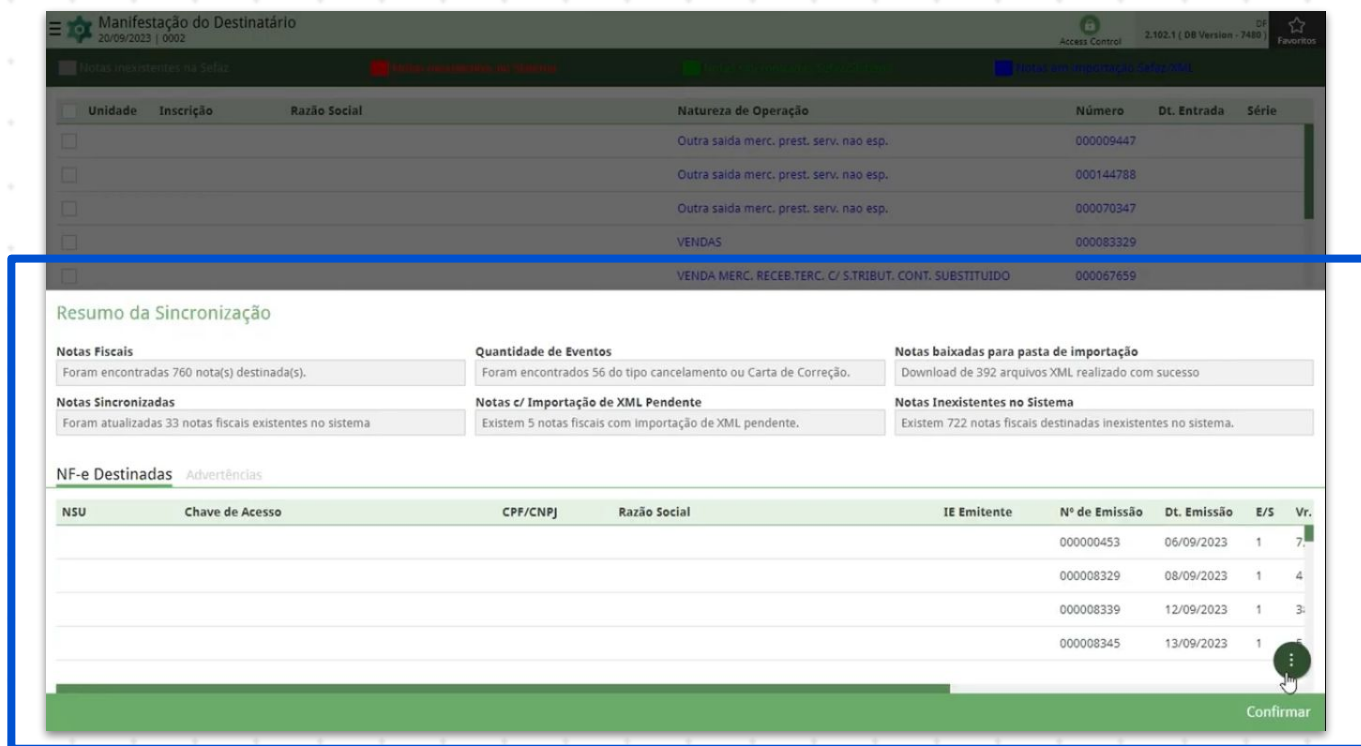 Manifestação do Destinatário
20/09/2023 | 0002
Access Control
2.102.1 ( DB Version - 7480 )
DF
Favoritos
Notas inexistentes na Sefaz
Unidade Inscrição Razão Social Natureza de Operação Número Dt. Entrada Série
Outra saida merc. prest. serv. nao esp. 000009447
Outra saida merc. prest. serv. nao esp. 000144788
Outra saida merc. prest. serv. nao esp. 000070347
VENDAS 000083329
VENDA MERC. RECEB.TERC. C/ S.TRIBUT. CONT. SUBSTITUIDO 000067659
Resumo da Sincronização
Notas Fiscais Quantidade de Eventos Notas baixadas para pasta de importação
Foram encontradas 760 nota(s) destinada(s). Foram encontrados 56 do tipo cancelamento ou Carta de Correção. Download de 392 arquivos XML realizado com sucesso
Notas Sincronizadas Notas c/ Importação de XML Pendente Notas Inexistentes no Sistema
Foram atualizadas 33 notas fiscais existentes no sistema Existem 5 notas fiscais com importação de XML pendente. Existem 722 notas fiscais destinadas inexistentes no sistema.
NF-e Destinadas Advertências
NSU Chave de Acesso CPF/CNPJ Razão Social IE Emitente Nº de Emissão Dt. Emissão E/S Vr.
000000453 06/09/2023 1 7
000008329 08/09/2023 1 4
000008339 12/09/2023 1 3
000008345 13/09/2023 1
Confirmar